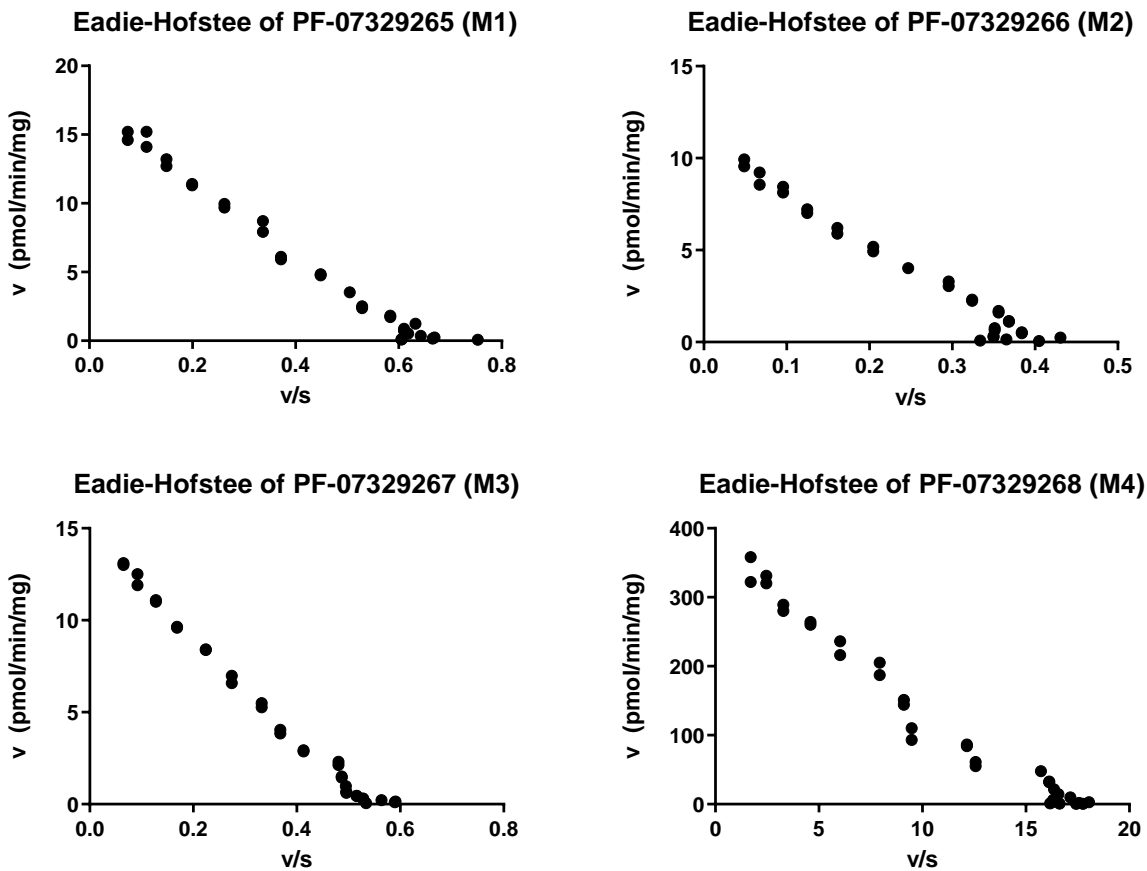 Eadie-Hofstee of PF-07329265 (M1)
20
15
10
5
0
v (pmol/min/mg)
0.0 0.2 0.4 0.6 0.8
v/s
Eadie-Hofstee of PF-07329266 (M2)
15
10
5
0
v (pmol/min/mg)
0.0 0.1 0.2 0.3 0.4 0.5
v/s
Eadie-Hofstee of PF-07329267 (M3)
15
10
5
0
v (pmol/min/mg)
0.0 0.2 0.4 0.6 0.8
v/s
Eadie-Hofstee of PF-07329268 (M4)
400
300
200
100
0
v (pmol/min/mg)
0 5 10 15 20
v/s